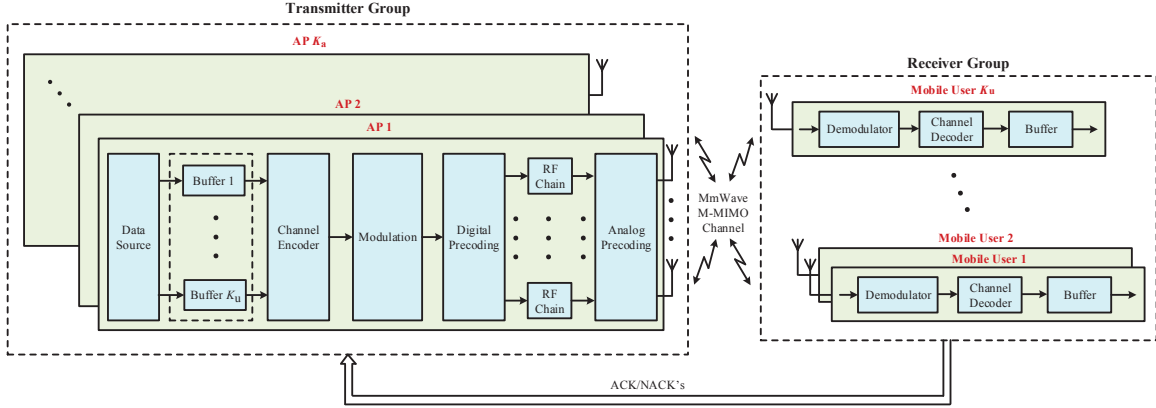 Transmitter Group
AP Ka
AP 2
AP 1
Data
Source
Buffer 1
Buffer Ku
Channel
Encoder
Modulation
Digital
Precoding
RF
Chain
RF
Chain
Analog
Precoding
MmWave
M-MIMO
Channel
Receiver Group
Mobile User Ku
Demodulator
Channel
Decoder
Buffer
Mobile User 2
Mobile User 1
Demodulator
Channel
Decoder
Buffer
ACK/NACK's